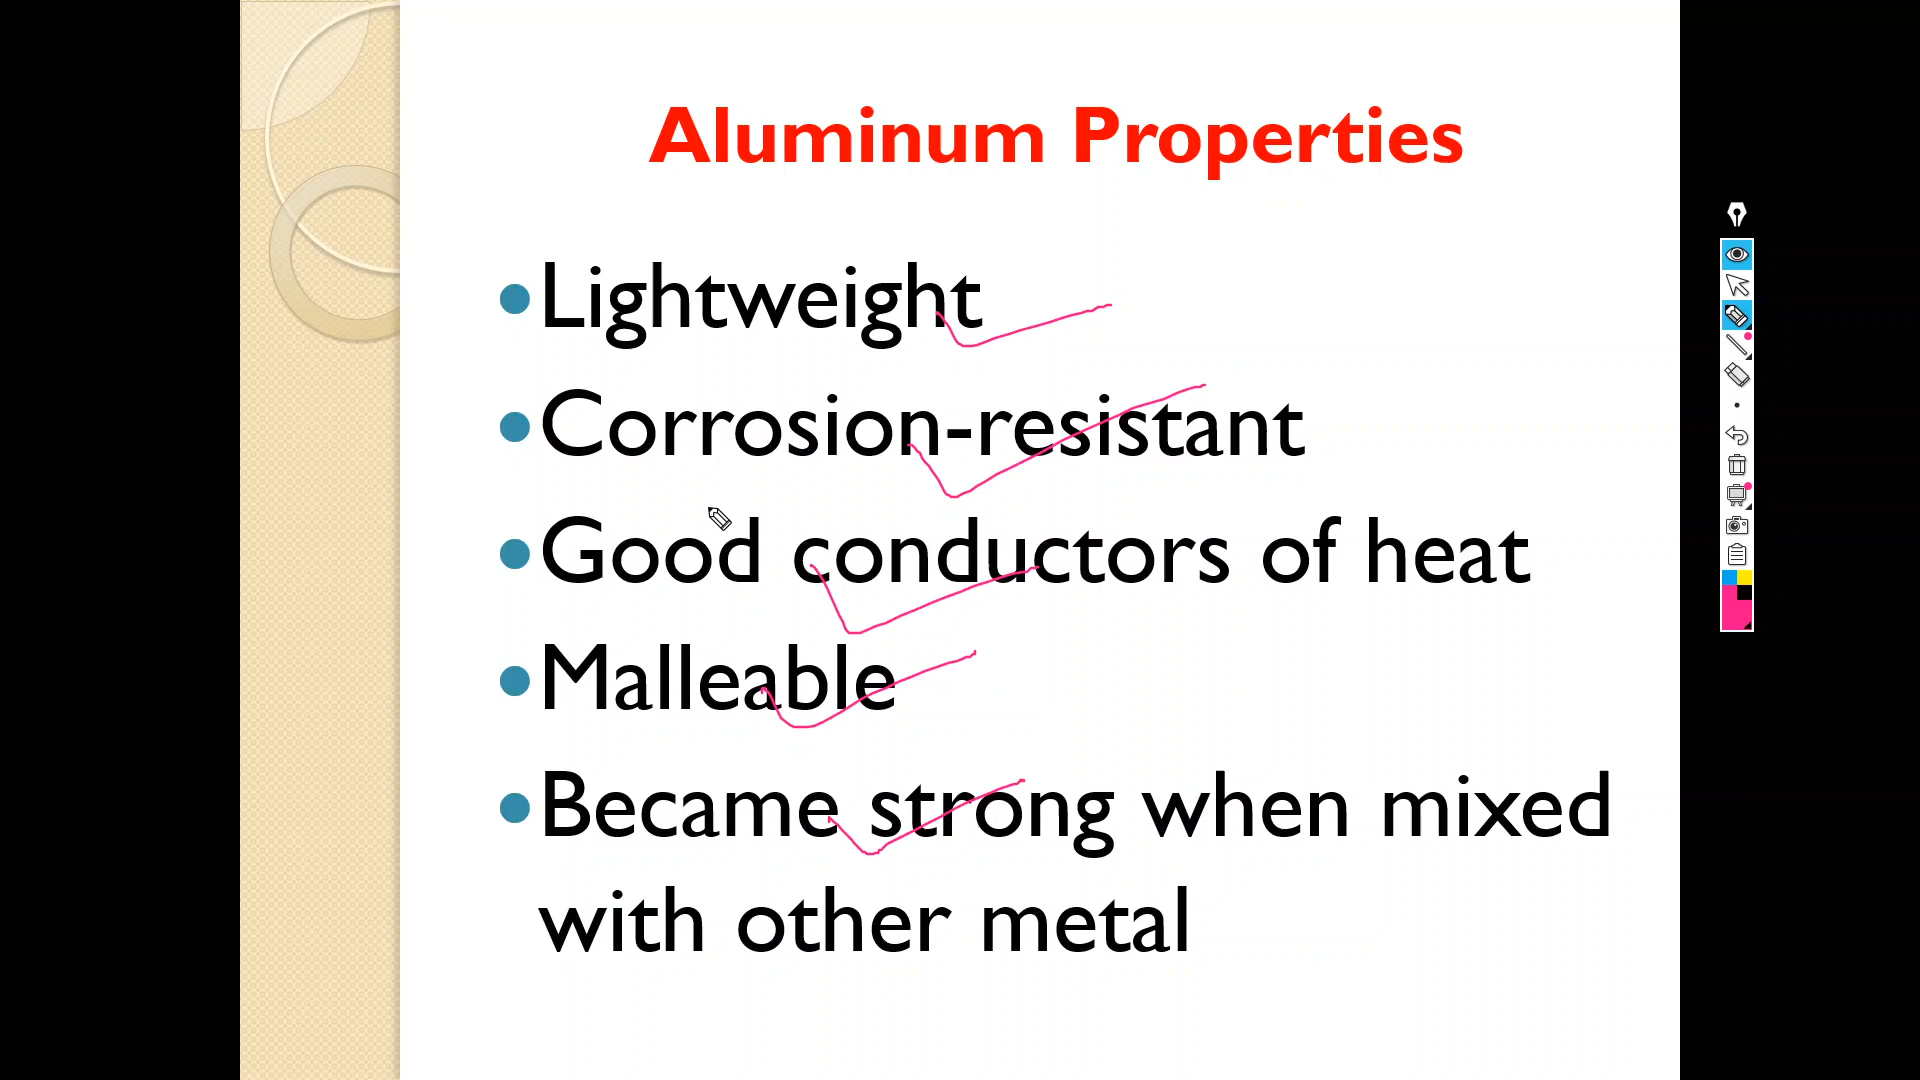 Aluminum Properties
•Lightweight
•Corrosion-resistant
•Good conductors of heat
•Malleable
•Became strong when mixed
with other metal